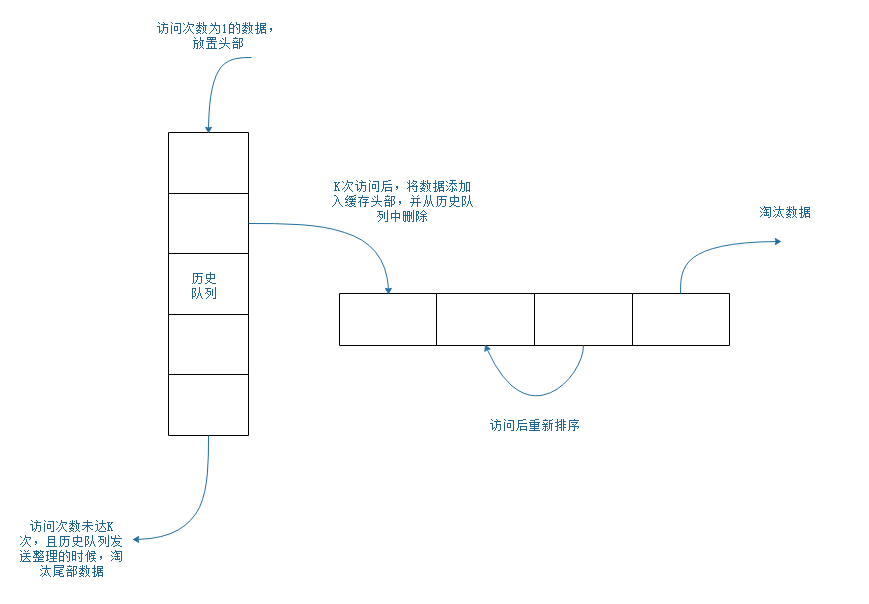 访问次数为1的数据，
放置头部
K次访问后，将数据添加
入缓存头部，并从历史队
列中删除
淘汰数据
历史
队列
访问后重新排序
访问次数未达K
次，且历史队列发
送整理的时候，淘
汰尾部数据